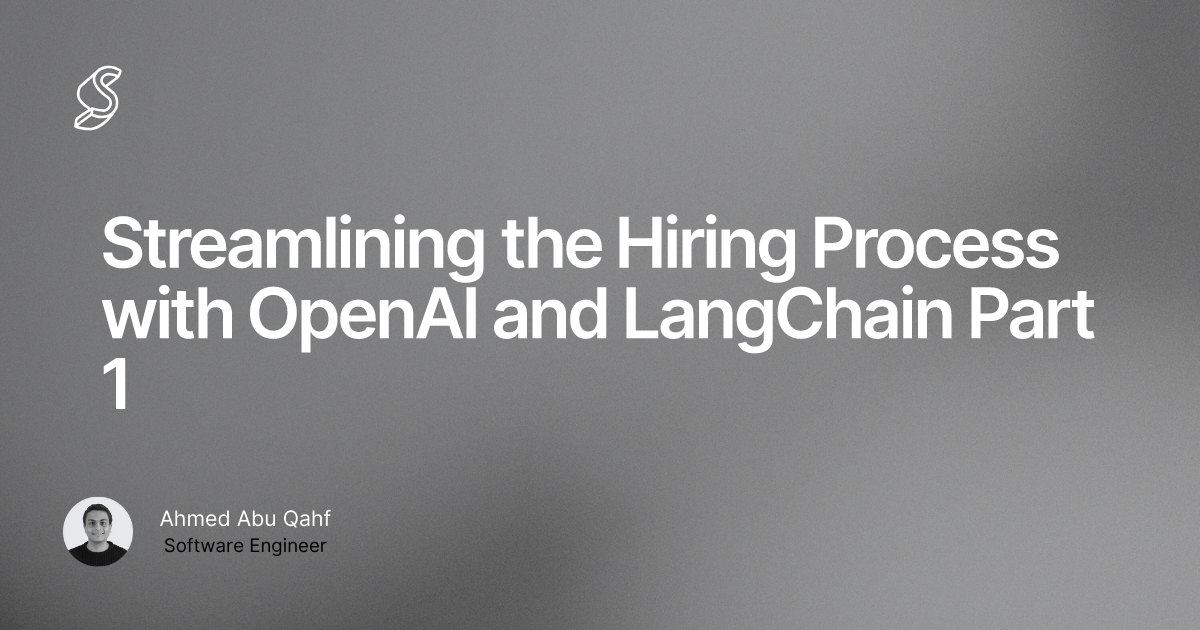 Streamlining the Hiring Process
with OpenAI and LangChain Part
1
Ahmed Abu Qahf
Software Engineer